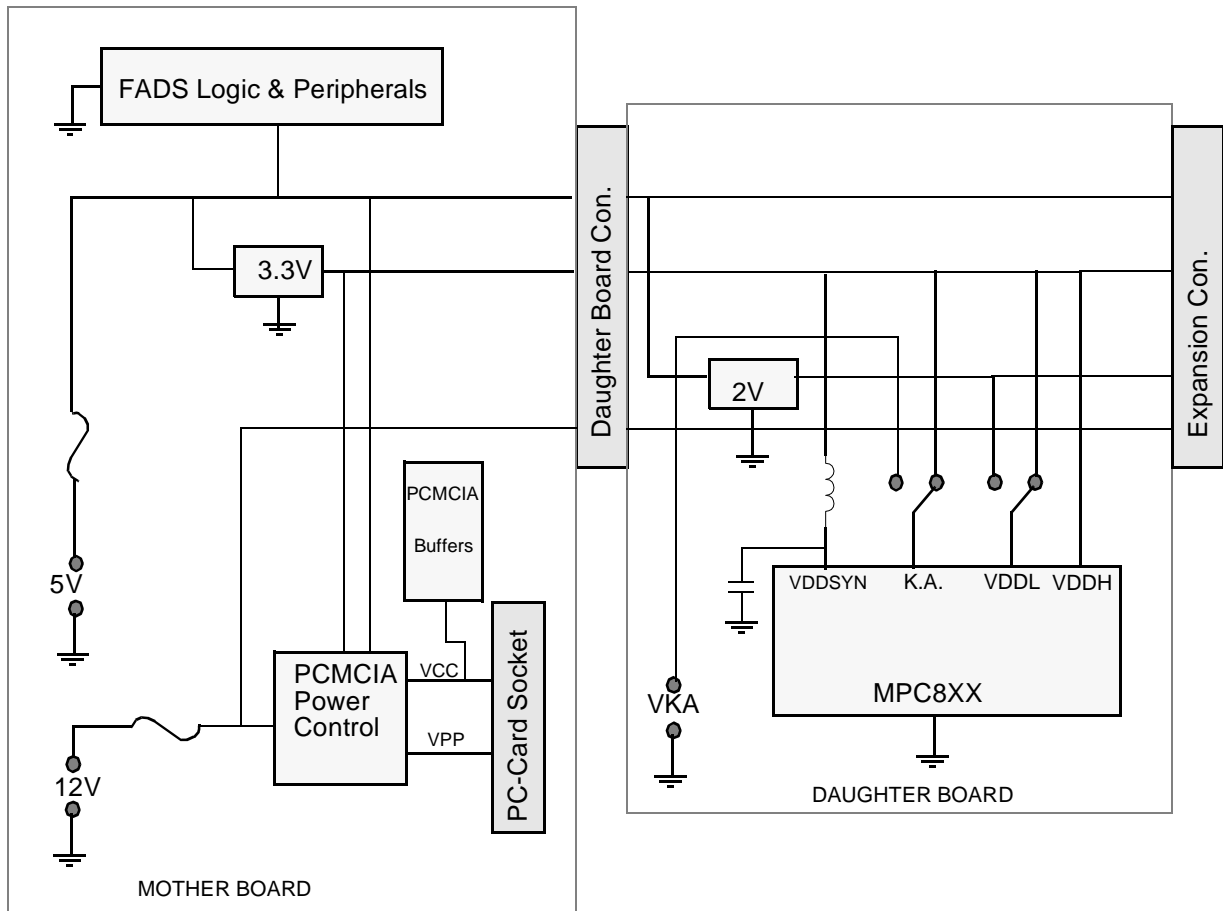 FADS Logic & Peripherals
3.3V
Daughter Board Con.
Expansion Con.
2V
PCMCIA
Buffers
5V
VDDSYN
K.A.
VDDL
VDDH
MPC8XX
PCMCIA
Power
Control
VCC
VPP
PC-Card Socket
VKA
12V
DAUGHTER BOARD
MOTHER BOARD